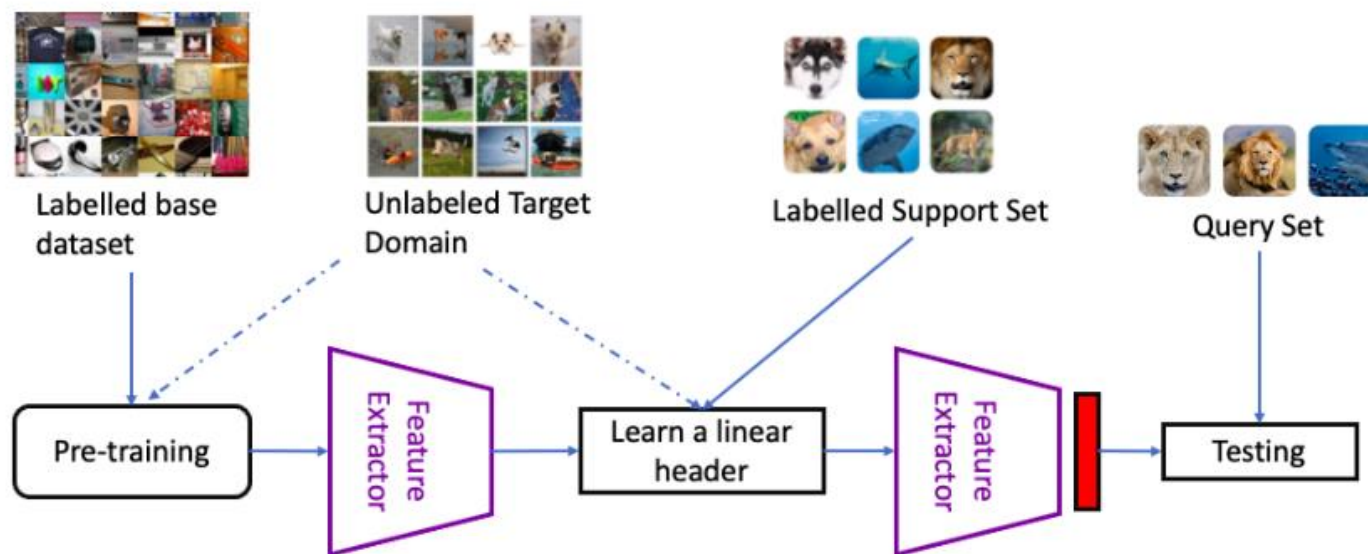 Labelled base
dataset
Unlabeled Target
Domain
Labelled Support Set
Query Set
Pre-training
Feature
Extractor
Learn a linear
header
Feature
Extractor
Testing